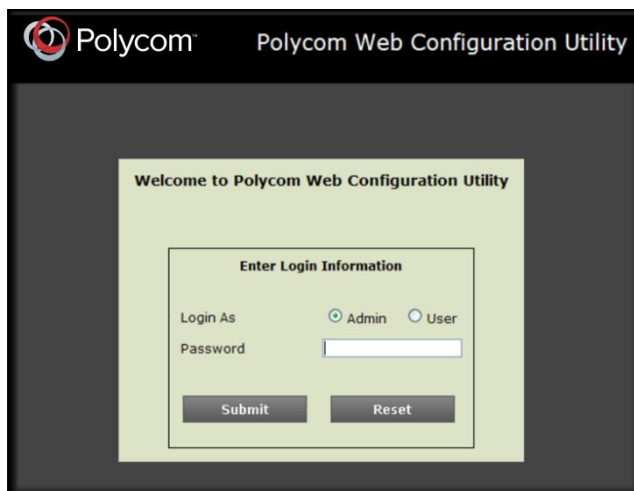 Polycom™
Polycom Web Configuration Utility
Welcome to Polycom Web Configuration Utility
Enter Login Information
Login As Admin User
Password
Submit Reset